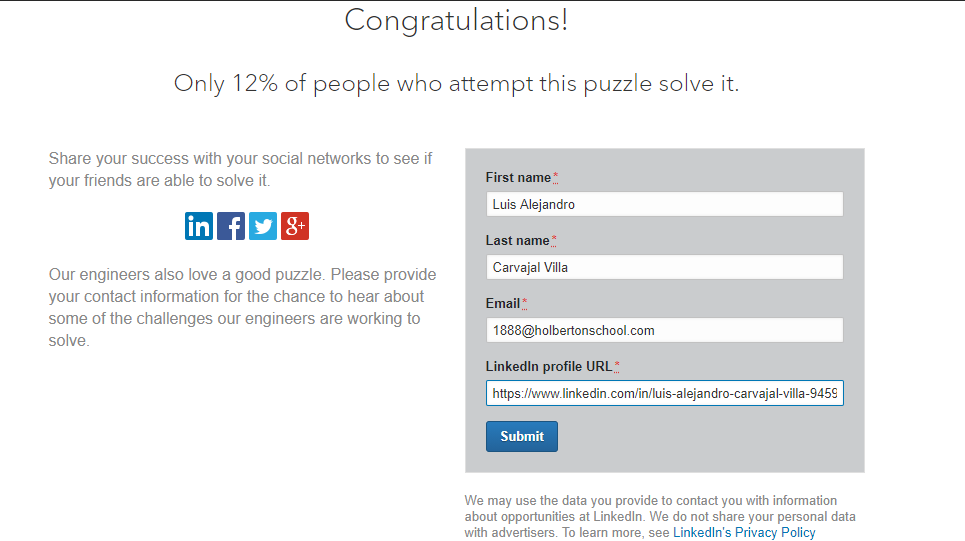 Congratulations!
Only 12% of people who attempt this puzzle solve it.
Share your success with your social networks to see if
your friends are able to solve it.
in f g+
Our engineers also love a good puzzle. Please provide
your contact information for the chance to hear about
some of the challenges our engineers are working to
solve.
First name*
Luis Alejandro
Last name*
Carvajal Villa
Email*
1888@holbertonschool.com
LinkedIn profile URL*
https://www.linkedin.com/in/luis-alejandro-carvajal-villa-9459
Submit
We may use the data you provide to contact you with information
about opportunities at LinkedIn. We do not share your personal data
with advertisers. To learn more, see LinkedIn's Privacy Policy